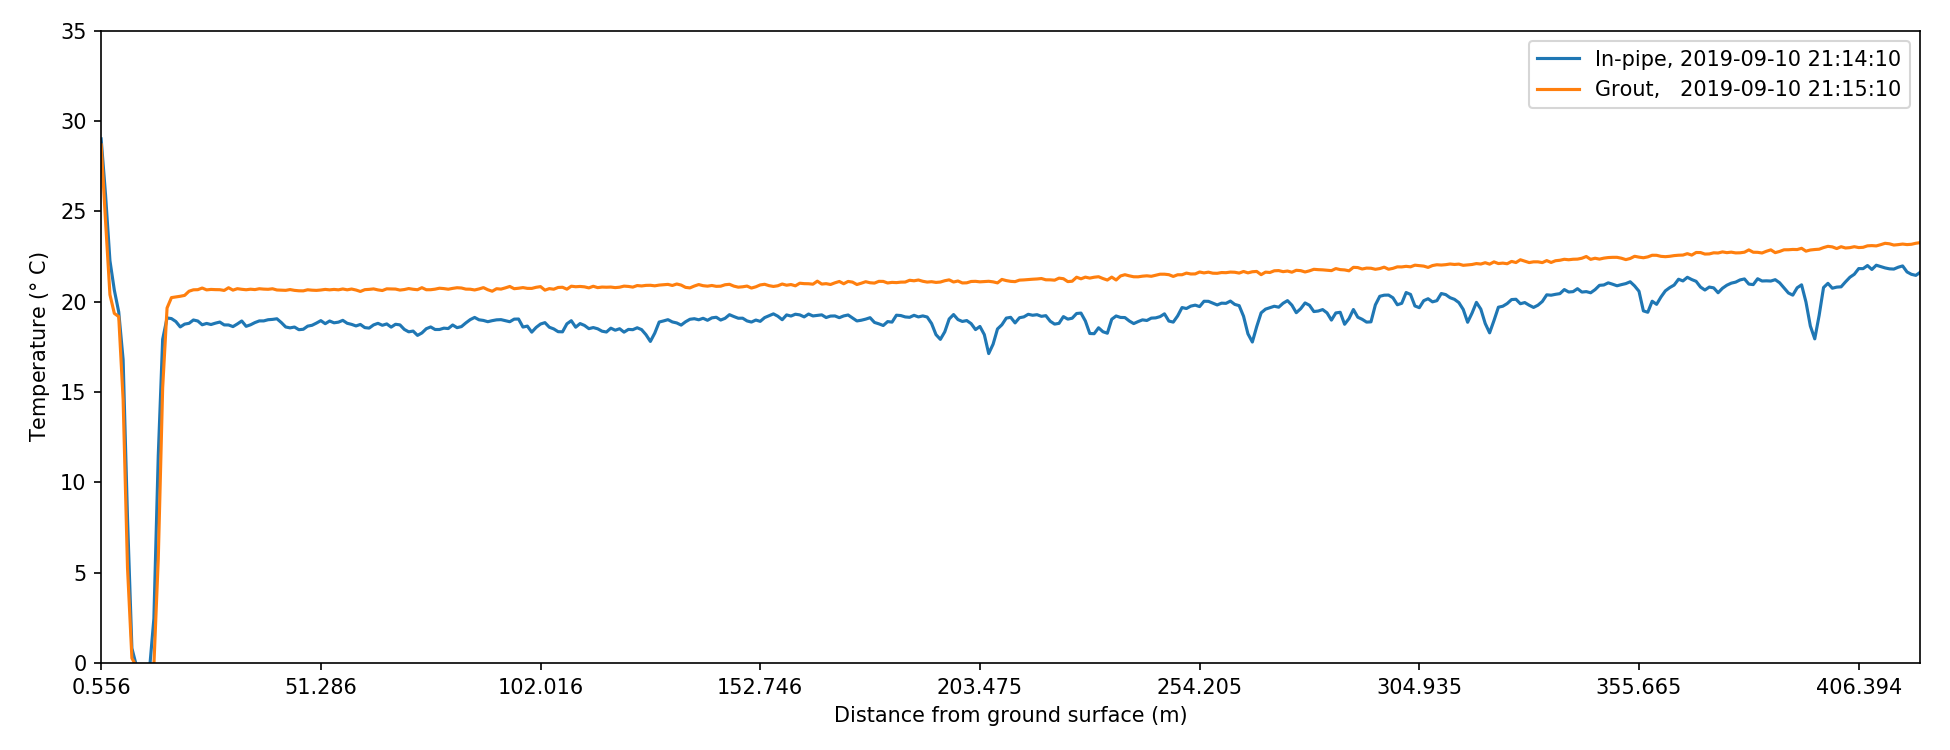 35
30
25
20
15
10
5
0
Temperature (° C)
In-pipe, 2019-09-10 21:14:10
Grout, 2019-09-10 21:15:10
0.556 51.286 102.016 152.746 203.475 254.205 304.935 355.665 406.394
Distance from ground surface (m)